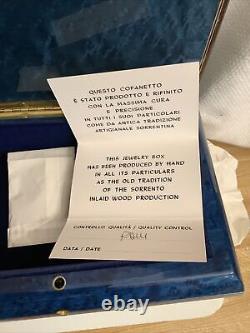 QUESTO COFANETTO
È STATO PRODOTTO E RIFINITO
CON LA MASSIMA CURA
E PRECISIONE
IN TUTTI I SUOI PARTICOLARI
COME DA ANTICA TRADIZIONE
ARTIGIANALE SORRENTINA
THIS JEWELRY BOX
HAS BEEN PRODUCED BY HAND
IN ALL ITS PARTICULARS
AS THE OLD TRADITION
OF THE SORRENTO
INLAID WOOD PRODUCTION
CONTROLLO QUALITÀ / QUALITY CONTROL
DATA / DATE